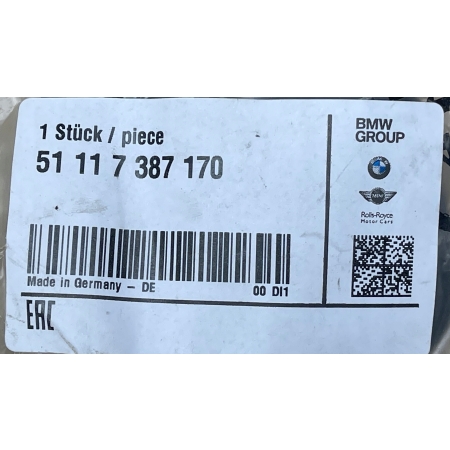 1 Stück / piece
51 11 7 387 170
Made in Germany - DE
00 DI1
EAC
BMW
GROUP
MINI
Rolls-Royce
Motor Cars